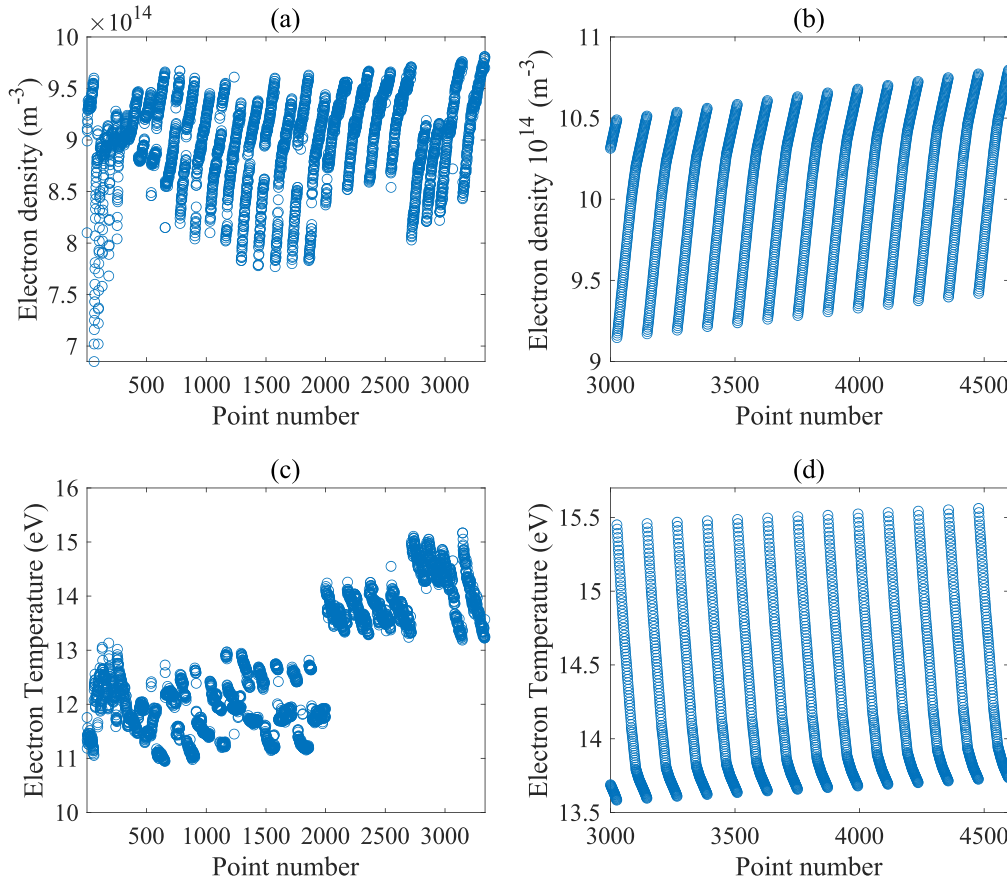 (a)
×10^14
Electron density (m^-3)
10
9.5
9
8.5
8
7.5
7
500 1000 1500 2000 2500 3000
Point number
(b)
Electron density 10^14 (m^-3)
11
10.5
10
9.5
9
3000 3500 4000 4500
Point number
(c)
Electron Temperature (eV)
16
15
14
13
12
11
10
500 1000 1500 2000 2500 3000
Point number
(d)
Electron Temperature (eV)
15.5
14.5
14
13.5
3000 3500 4000 4500
Point number